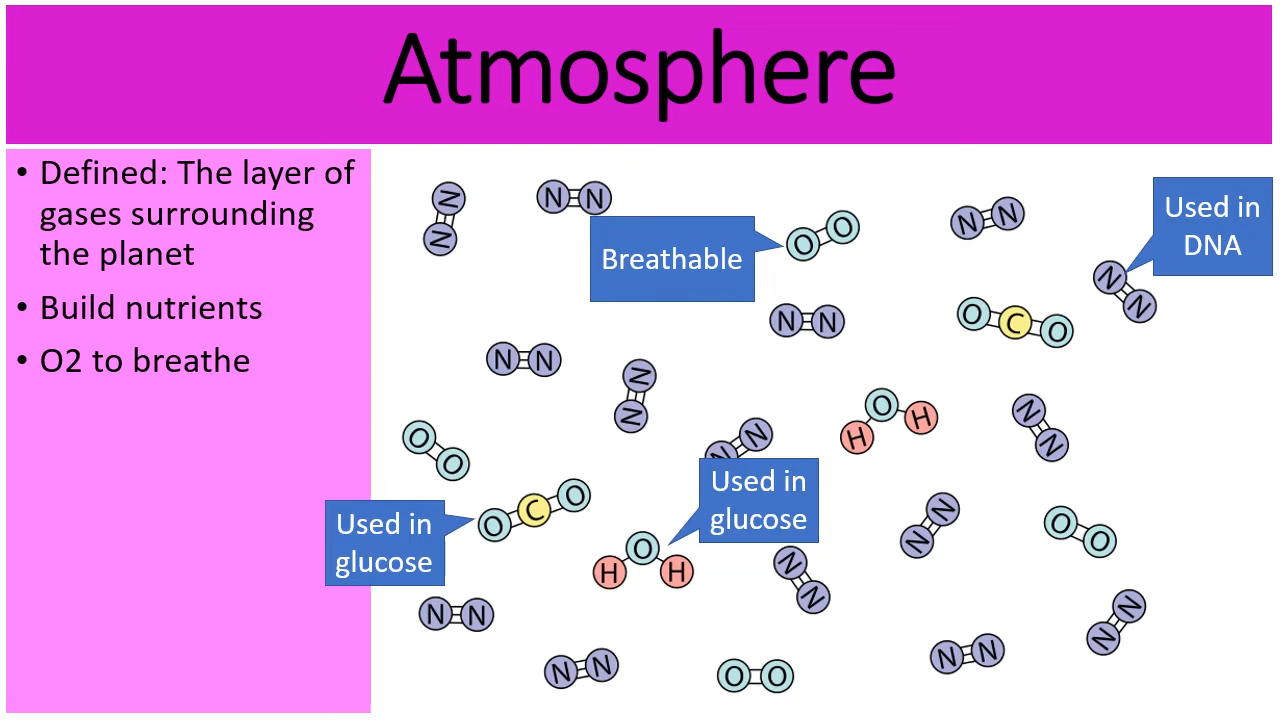 Atmosphere
• Defined: The layer of
gases surrounding
the planet
• Build nutrients
• O2 to breathe
N
N
N N
Breathable
O O
N N
Used in
DNA
N
N
N N
O C O
N N
N
N
O
O
N N
O
H H
N
N
Used in
glucose
O C O
Used in
glucose
O
H H
N
N
N
N
O
O
N N
N
N
N N
O O
N N